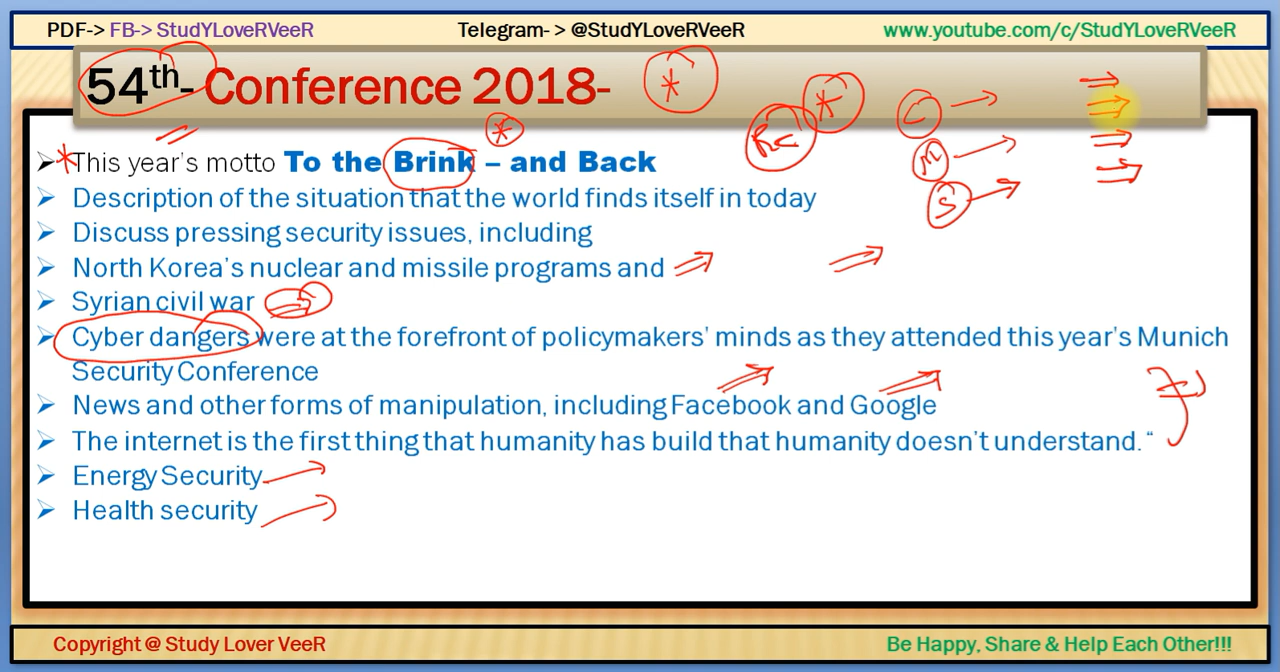 PDF-> FB-> StudYLoveRVeeR Telegram- > @StudYLoveRVeeR www.youtube.com/c/StudYLoveRVeeR
54th- Conference 2018-
This year's motto To the Brink – and Back
Description of the situation that the world finds itself in today
Discuss pressing security issues, including
North Korea's nuclear and missile programs and
Syrian civil war
Cyber dangers were at the forefront of policymakers' minds as they attended this year's Munich
Security Conference
News and other forms of manipulation, including Facebook and Google
The internet is the first thing that humanity has build that humanity doesn't understand. “
Energy Security
Health security
C
M
S
Copyright @ Study Lover VeeR Be Happy, Share & Help Each Other!!!